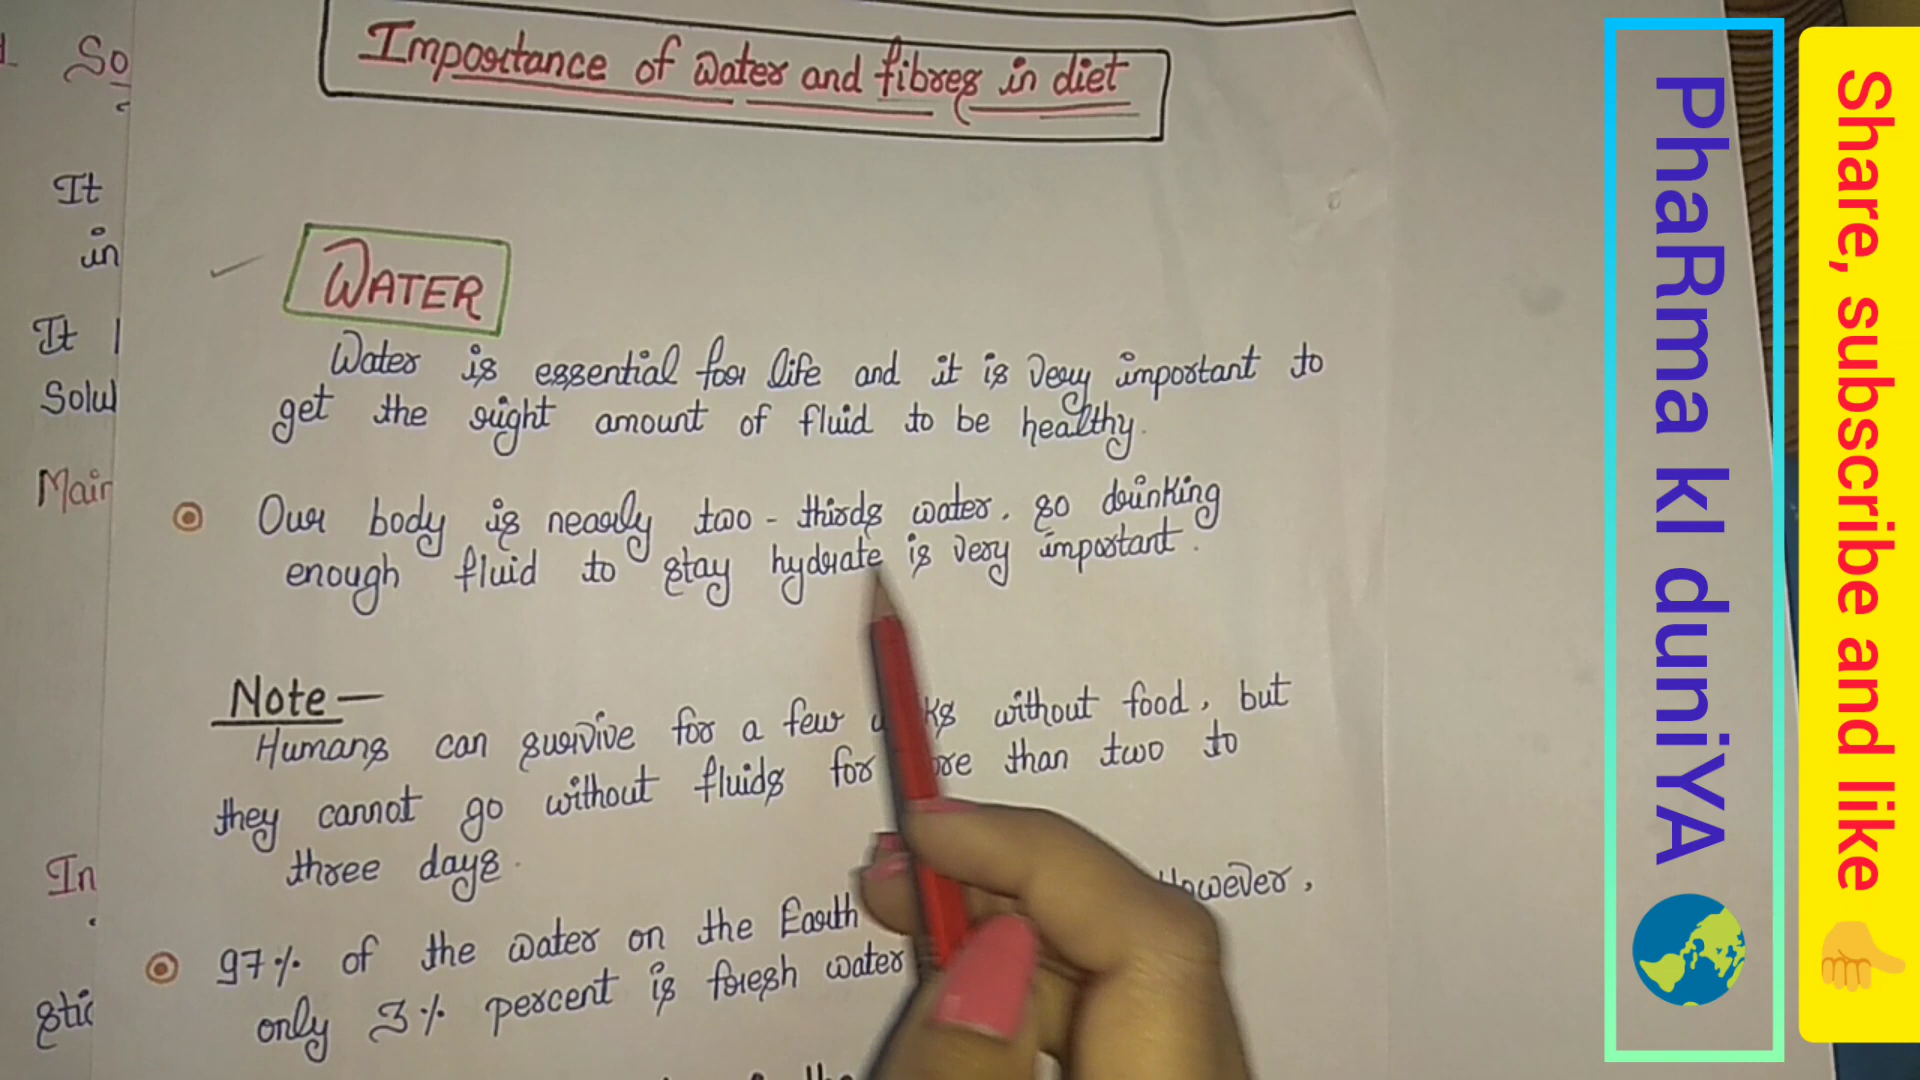 Importance of water and fibres in diet
WATER
Water is essential for life and it is very important to
get the right amount of fluid to be healthy.
Our body is nearly two-thirds water. so drinking
enough fluid to stay hydrate is very important.
Note —
Humans can survive for a few without food, but
they cannot go without fluids for than two to
three days.
97% of the water on the Earth However,
only 3% percent is fresh water
So
It
in
It
Solu
Main
In
PhaRma kI duniYA
Share, subscribe and like